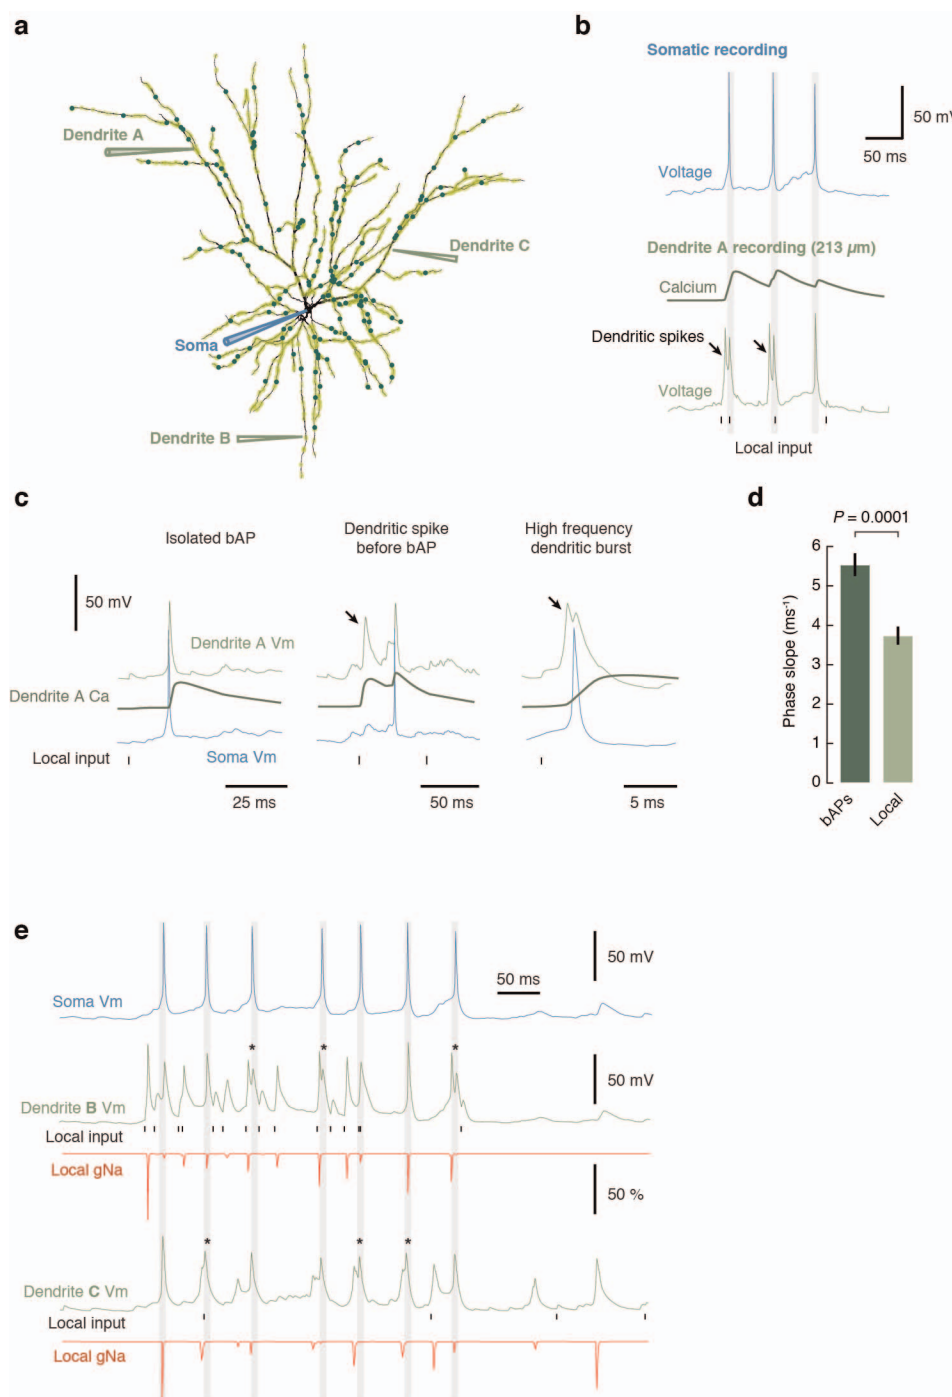 a
Dendrite A
Dendrite C
Soma
Dendrite B
b
Somatic recording
50 mV
50 ms
Voltage
Dendrite A recording (213 µm)
Calcium
Dendritic spikes
Voltage
Local input
c
Isolated bAP
Dendritic spike
before bAP
High frequency
dendritic burst
50 mV
Dendrite A Vm
Dendrite A Ca
Local input
Soma Vm
25 ms
50 ms
5 ms
d
P = 0.0001
Phase slope (ms⁻¹)
6
5
4
3
2
1
0
bAPs
Local
e
50 mV
50 ms
Soma Vm
* * *
50 mV
Dendrite B Vm
Local input
Local gNa
50 %
* * *
Dendrite C Vm
Local input
Local gNa